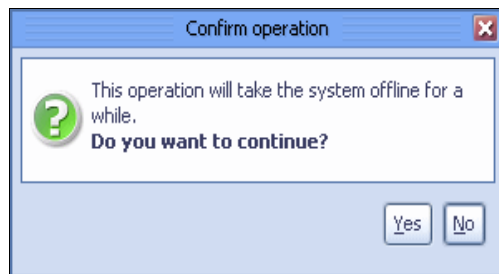 Confirm operation
This operation will take the system offline for a
while.
Do you want to continue?
Yes
No